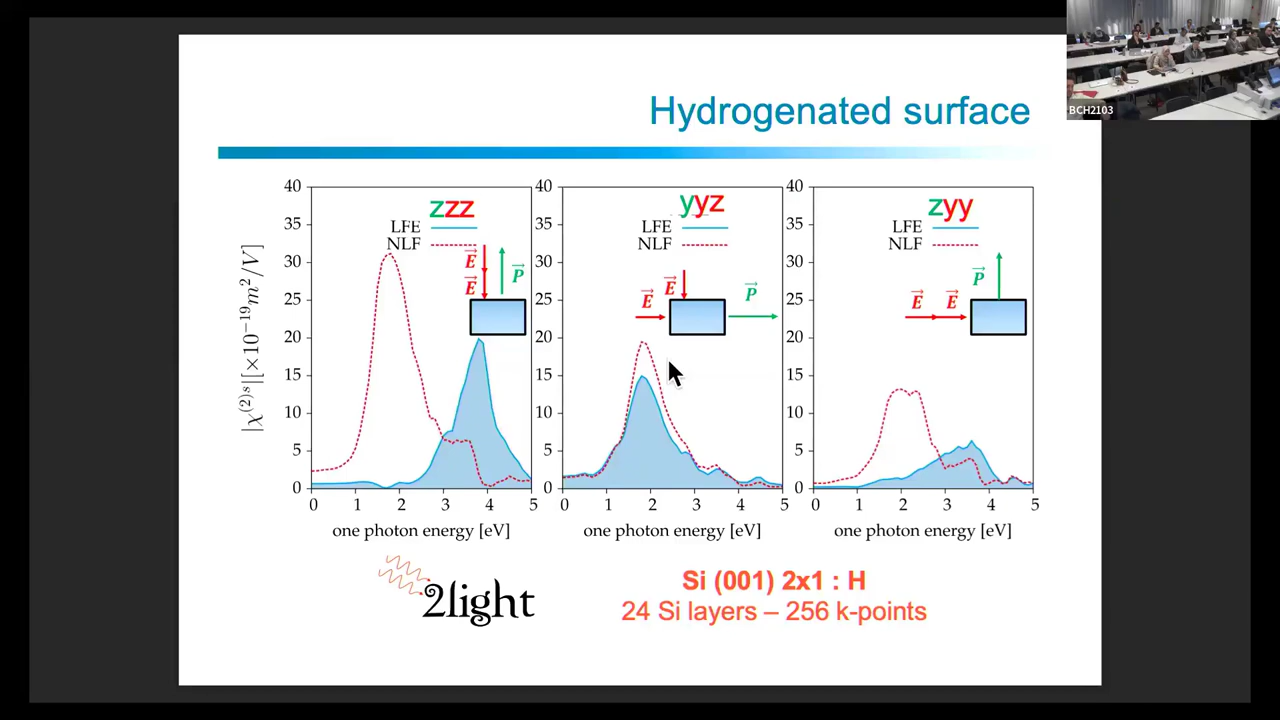 BCH2103
Hydrogenated surface
|χ^{(2)s}|[×10^{-19}m^2/V]
40
35
30
25
20
15
10
5
0
zzz
LFE
NLF
E
E
P
0 1 2 3 4 5
one photon energy [eV]
40
35
30
25
20
15
10
5
0
yyz
LFE
NLF
E
E
P
0 1 2 3 4 5
one photon energy [eV]
40
35
30
25
20
15
10
5
0
zyy
LFE
NLF
P
E E
0 1 2 3 4 5
one photon energy [eV]
2light
Si (001) 2x1 : H
24 Si layers – 256 k-points